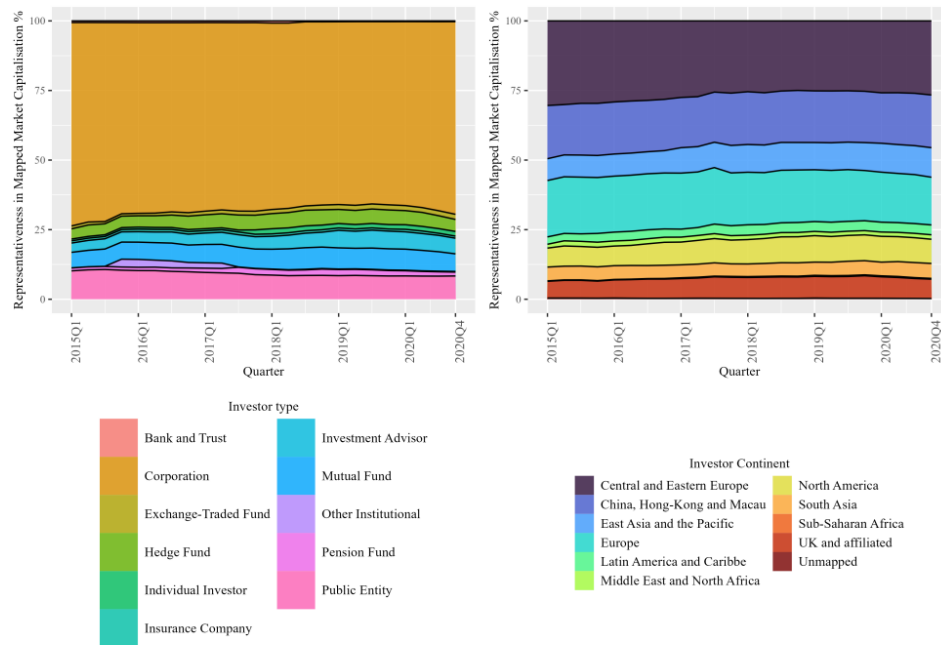 Representativeness in Mapped Market Capitalisation %
100
75
50
25
0
2015Q1
2016Q1
2017Q1
2018Q1
2019Q1
2020Q1
2020Q4
Quarter
Representativeness in Mapped Market Capitalisation %
100
75
50
25
0
2015Q1
2016Q1
2017Q1
2018Q1
2019Q1
2020Q1
2020Q4
Quarter
Investor type
Bank and Trust
Corporation
Exchange-Traded Fund
Hedge Fund
Individual Investor
Insurance Company
Investment Advisor
Mutual Fund
Other Institutional
Pension Fund
Public Entity
Investor Continent
Central and Eastern Europe
China, Hong-Kong and Macau
East Asia and the Pacific
Europe
Latin America and Caribbe
Middle East and North Africa
North America
South Asia
Sub-Saharan Africa
UK and affiliated
Unmapped